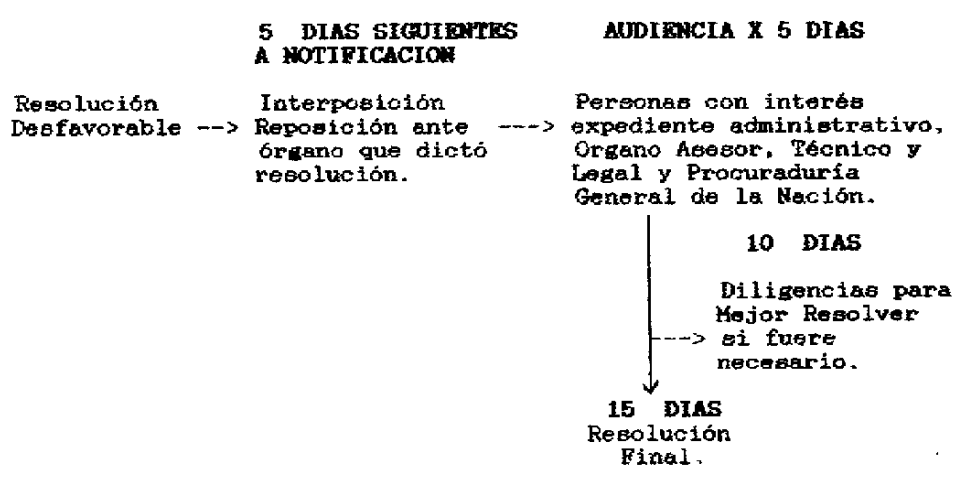 5 DIAS SIGUIENTES
A NOTIFICACION
AUDIENCIA X 5 DIAS
Resolución
Desfavorable -->
Interposición
Reposición ante
órgano que dictó
resolución.
--->
Personas con interés
expediente administrativo,
Organo Asesor, Técnico y
Legal y Procuraduría
General de la Nación.
10 DIAS
Diligencias para
Mejor Resolver
---> si fuere
necesario.
15 DIAS
Resolución
Final.